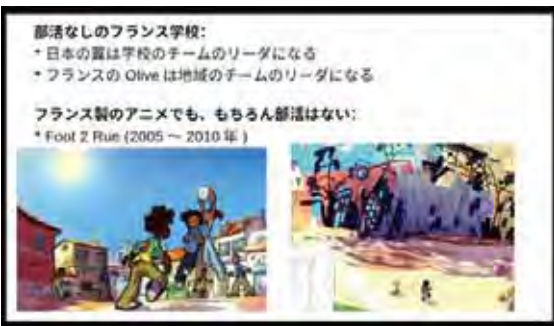 部活なしのフランス学校:
* 日本の翼は学校のチームのリーダになる
* フランスの Olive は地域のチームのリーダになる
フランス製のアニメでも、もちろん部活はない:
* Foot 2 Rue (2005 〜 2010 年 )